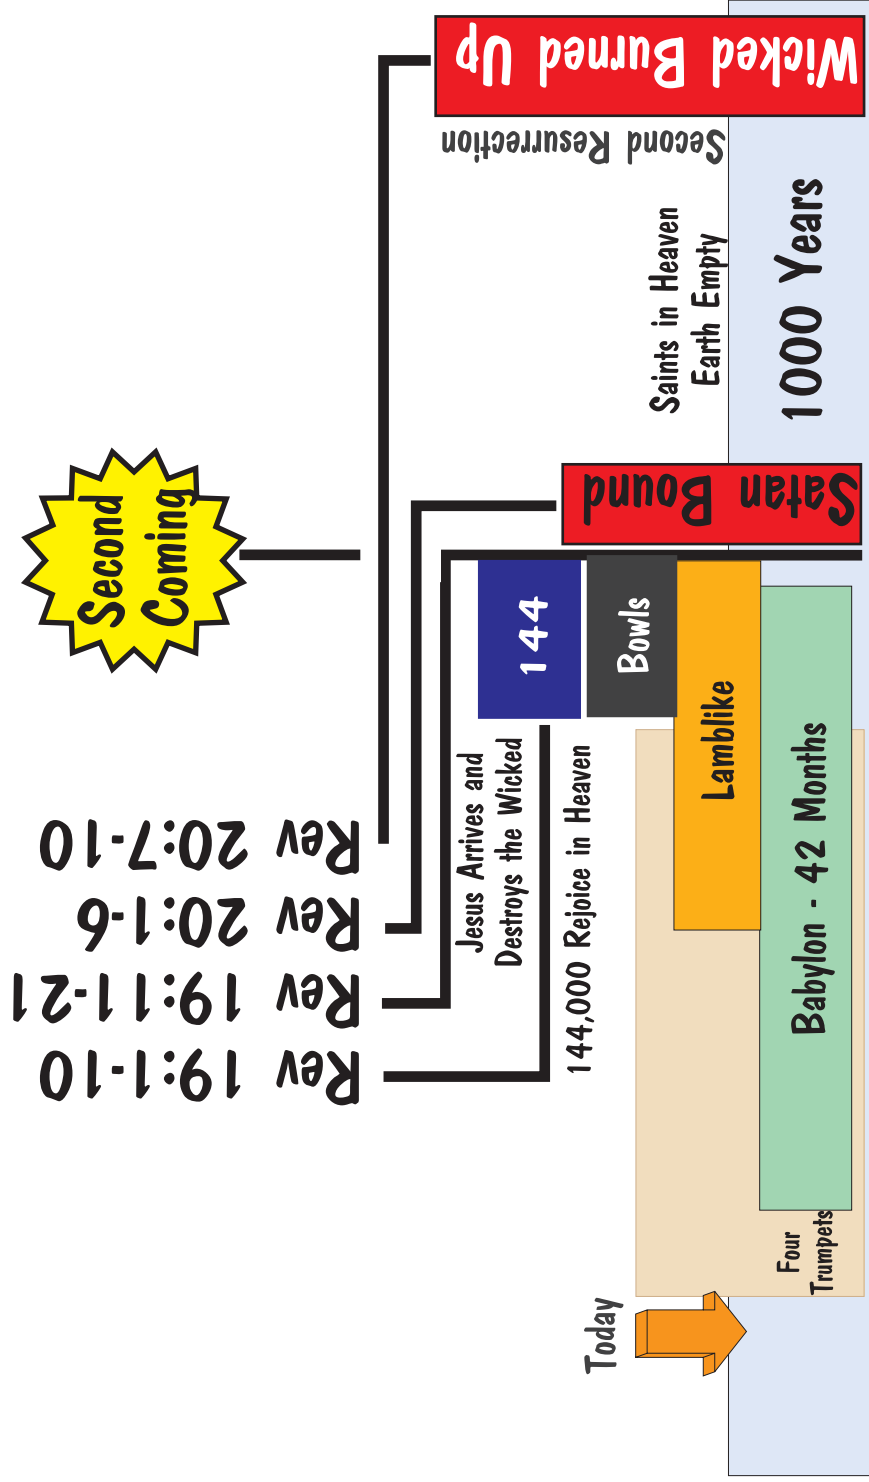 Second
Coming
Rev 19:1-10
Rev 19:11-21
Rev 20:1-6
Rev 20:7-10
Jesus Arrives and
Destroys the Wicked
144,000 Rejoice in Heaven
144
Bowls
Lamblike
Babylon - 42 Months
Four
Trumpets
Today
Satan Bound
Saints in Heaven
Earth Empty
1000 Years
Second Resurrection
Wicked Burned Up